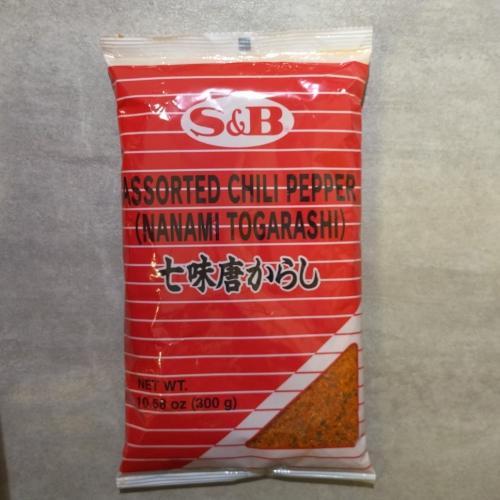 S&B
ASSORTED CHILI PEPPER
(NANAMI TOGARASHI)
七味唐からし
NET WT.
10.58 oz (300 g)